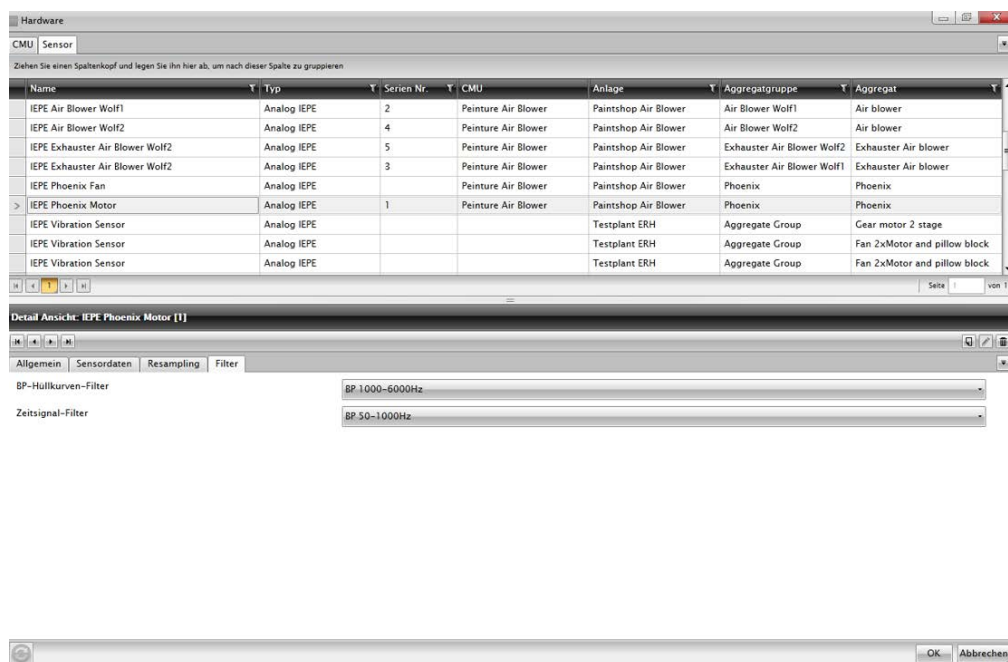 Hardware
CMU Sensor
Ziehen Sie einen Spaltenkopf und legen Sie ihn hier ab, um nach dieser Spalte zu gruppieren
Name Typ Serien Nr. CMU Anlage Aggregatgruppe Aggregat
IEPE Air Blower Wolf1 Analog IEPE 2 Peinture Air Blower Paintshop Air Blower Air Blower Wolf1 Air blower
IEPE Air Blower Wolf2 Analog IEPE 4 Peinture Air Blower Paintshop Air Blower Air Blower Wolf2 Air blower
IEPE Exhauster Air Blower Wolf2 Analog IEPE 5 Peinture Air Blower Paintshop Air Blower Exhauster Air Blower Wolf2 Exhauster Air blower
IEPE Exhauster Air Blower Wolf2 Analog IEPE 3 Peinture Air Blower Paintshop Air Blower Exhauster Air Blower Wolf1 Exhauster Air blower
IEPE Phoenix Fan Analog IEPE Peinture Air Blower Paintshop Air Blower Phoenix Phoenix
IEPE Phoenix Motor Analog IEPE 1 Peinture Air Blower Paintshop Air Blower Phoenix Phoenix
IEPE Vibration Sensor Analog IEPE Testplant ERH Aggregate Group Gear motor 2 stage
IEPE Vibration Sensor Analog IEPE Testplant ERH Aggregate Group Fan 2xMotor and pillow block
IEPE Vibration Sensor Analog IEPE Testplant ERH Aggregate Group Fan 2xMotor and pillow block
1 Seite 1 von 1
Detail Ansicht: IEPE Phoenix Motor [1]
Allgemein Sensordaten Resampling Filter
BP-Hüllkurven-Filter BP 1000-6000Hz
Zeitsignal-Filter BP 50-1000Hz
OK Abbrechen